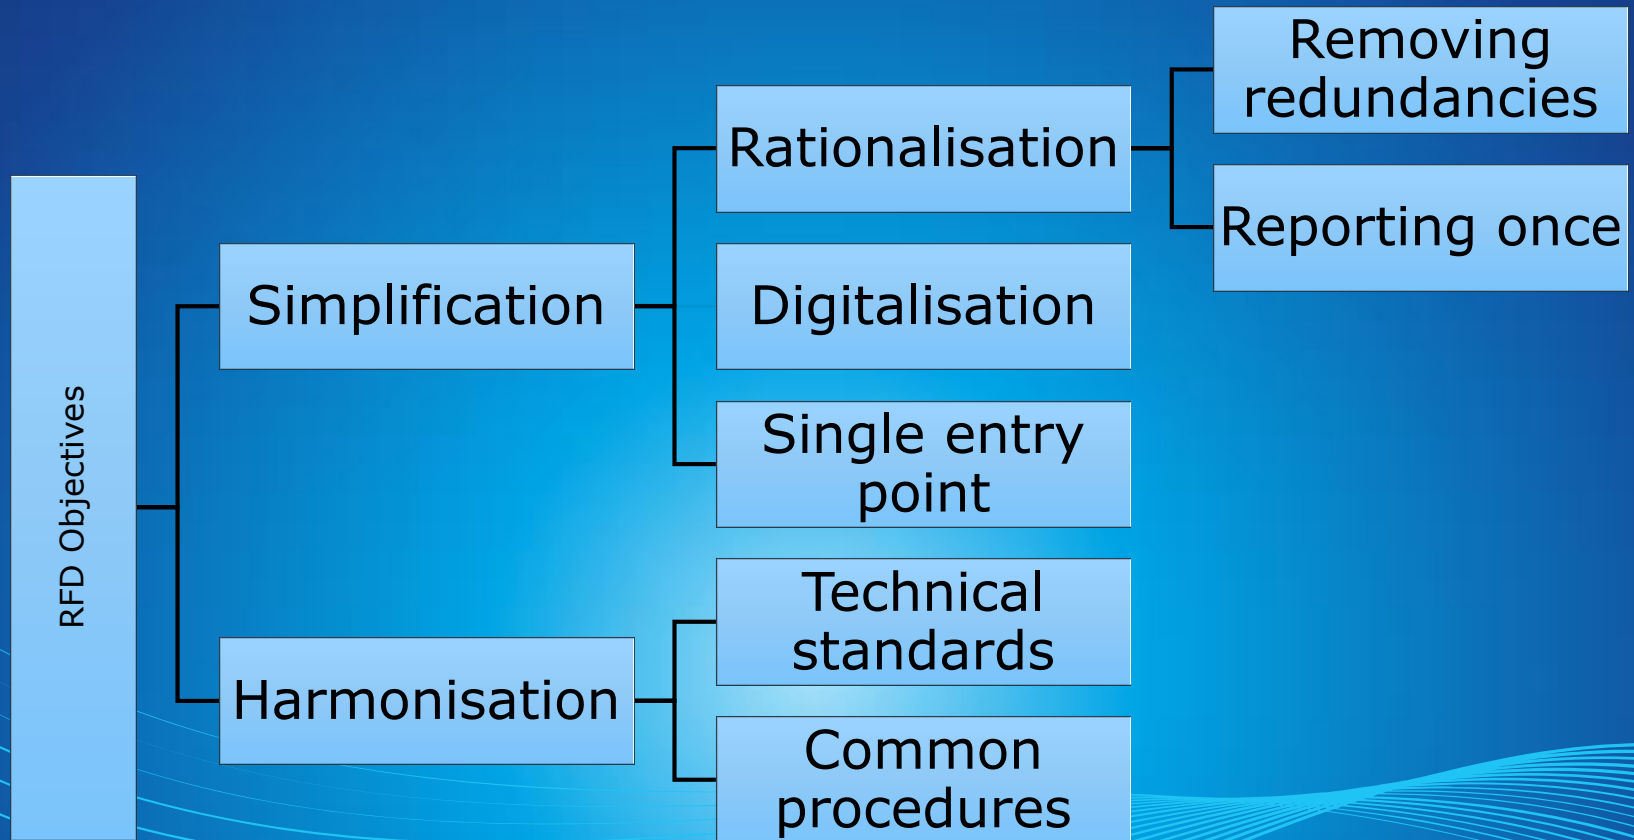 RFD Objectives
Simplification
Rationalisation
Removing
redundancies
Reporting once
Digitalisation
Single entry
point
Harmonisation
Technical
standards
Common
procedures